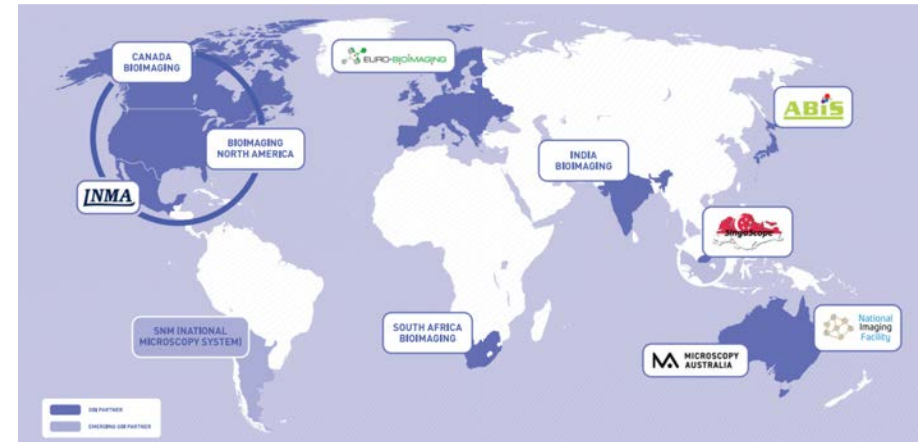 CANADA
BIOIMAGING
EURO-BIOIMAGING
ABiS
BIOIMAGING
NORTH AMERICA
INDIA
BIOIMAGING
LNMA
SingaScope
SNM (NATIONAL
MICROSCOPY SYSTEM)
SOUTH AFRICA
BIOIMAGING
National
Imaging
Facility
MICROSCOPY
AUSTRALIA
GBI PARTNER
EMERGING GBI PARTNER